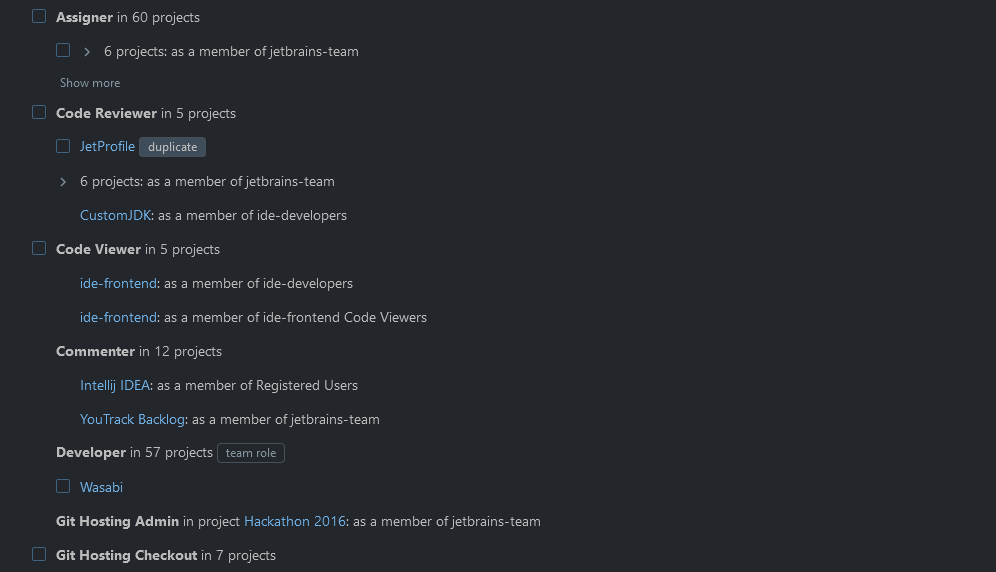 Assigner in 60 projects
6 projects: as a member of jetbrains-team
Show more
Code Reviewer in 5 projects
JetProfile duplicate
6 projects: as a member of jetbrains-team
CustomJDK: as a member of ide-developers
Code Viewer in 5 projects
ide-frontend: as a member of ide-developers
ide-frontend: as a member of ide-frontend Code Viewers
Commenter in 12 projects
Intellij IDEA: as a member of Registered Users
YouTrack Backlog: as a member of jetbrains-team
Developer in 57 projects team role
Wasabi
Git Hosting Admin in project Hackathon 2016: as a member of jetbrains-team
Git Hosting Checkout in 7 projects